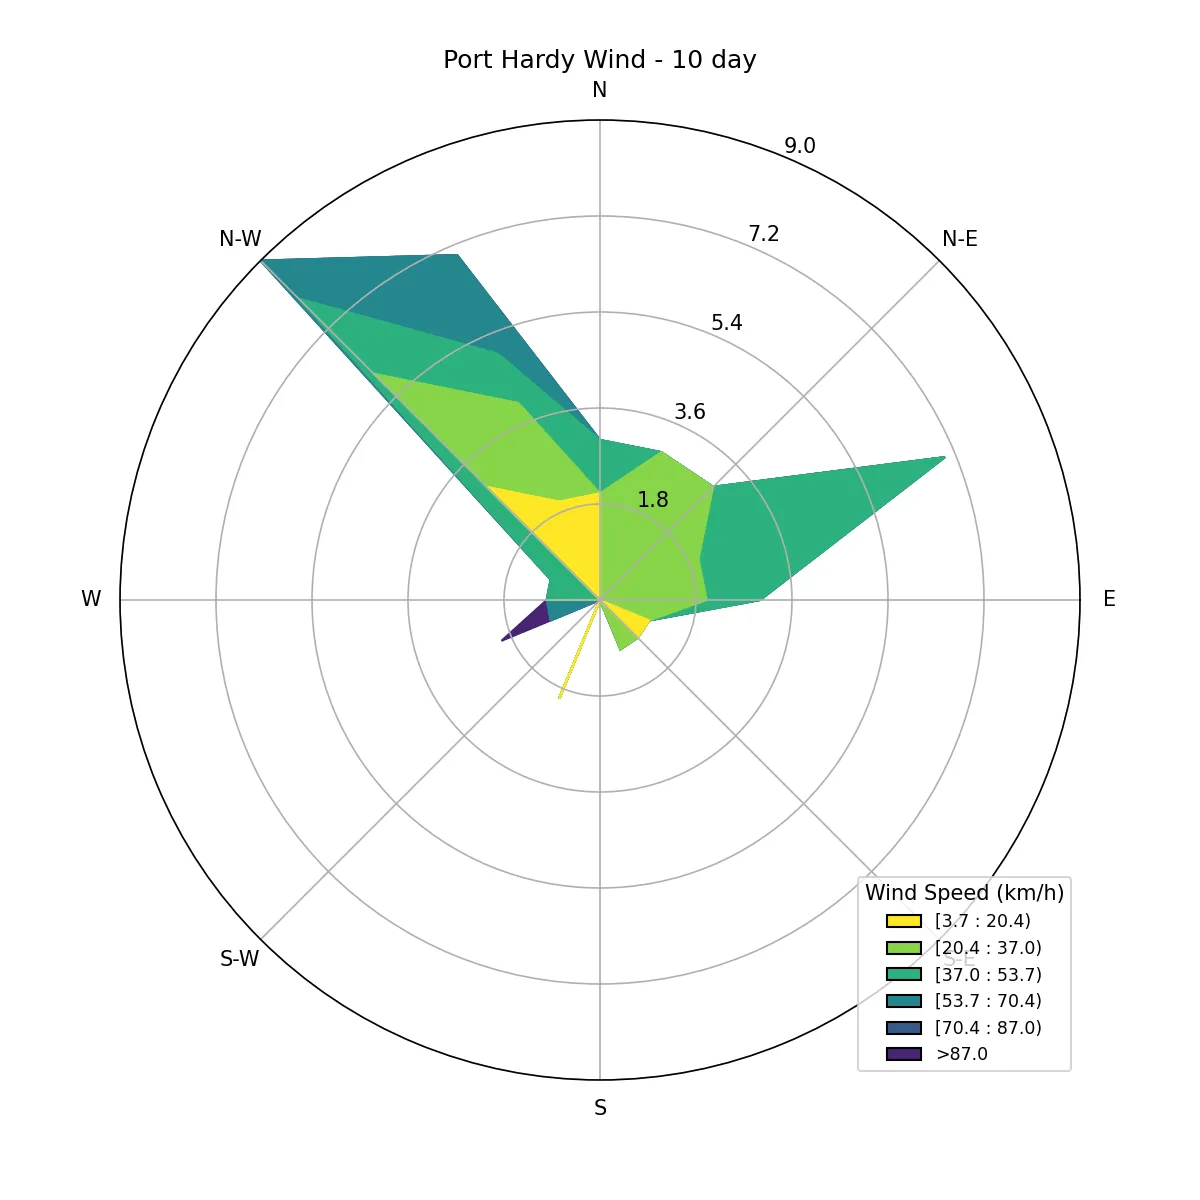 Port Hardy Wind - 10 day
N
9.0
N-W
7.2
N-E
5.4
3.6
1.8
W
E
S-W
S-E
S
Wind Speed (km/h)
[3.7 : 20.4)
[20.4 : 37.0)
[37.0 : 53.7)
[53.7 : 70.4)
[70.4 : 87.0)
>87.0